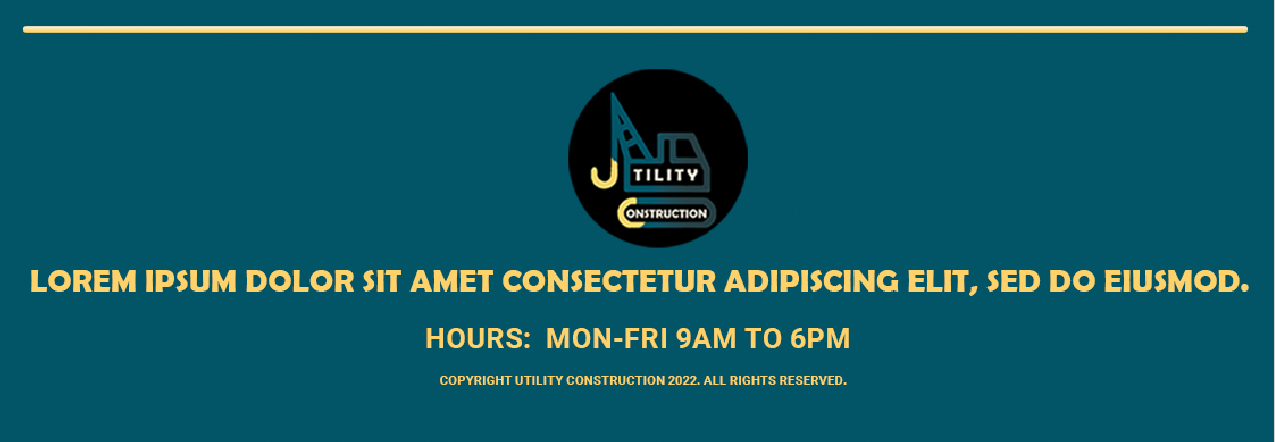 TILITY
ONSTRUCTION
LOREM IPSUM DOLOR SIT AMET CONSECTETUR ADIPISCING ELIT, SED DO EIUSMOD.
HOURS: MON-FRI 9AM TO 6PM
COPYRIGHT UTILITY CONSTRUCTION 2022. ALL RIGHTS RESERVED.